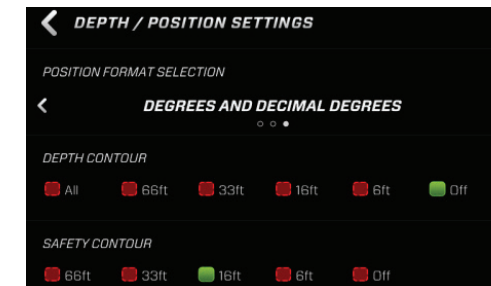 DEPTH / POSITION SETTINGS
POSITION FORMAT SELECTION
DEGREES AND DECIMAL DEGREES
DEPTH CONTOUR
All 66ft 33ft 16ft 6ft Off
SAFETY CONTOUR
66ft 33ft 16ft 6ft Off